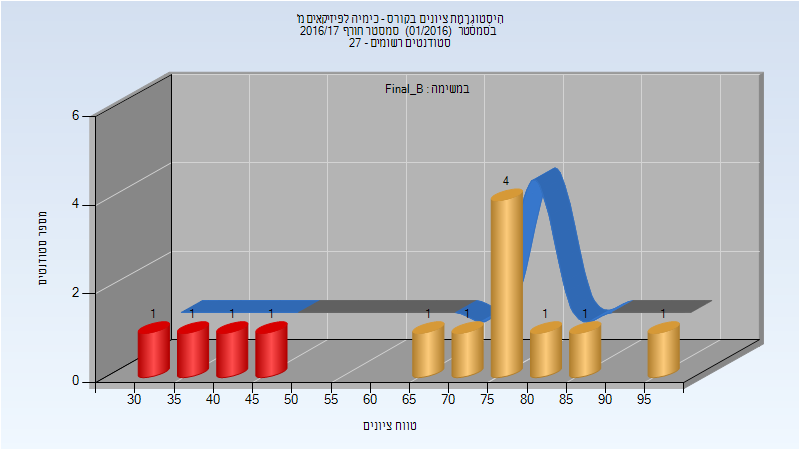 היסטוגרמת ציונים בקורס - כימיה לפיזיקאים מ'
בסמסטר (01/2016) סמסטר חורף 2016/17
סטודנטים רשומים - 27
במשימה : Final_B
מספר סטודנטים
6
4
2
0
1 1 1 1 1 1 4 1 1 1
30 35 40 45 50 55 60 65 70 75 80 85 90 95
טווח ציונים